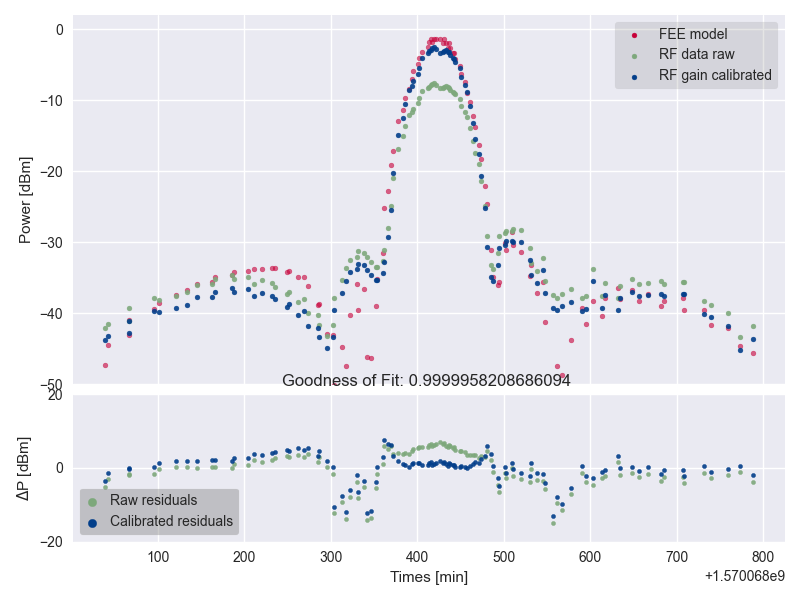 0
−10
−20
−30
−40
−50
Power [dBm]
FEE model
RF data raw
RF gain calibrated
Goodness of Fit: 0.9999958208686094
20
0
−20
ΔP [dBm]
Raw residuals
Calibrated residuals
100
200
300
400
500
600
700
800
Times [min]
+1.570068e9